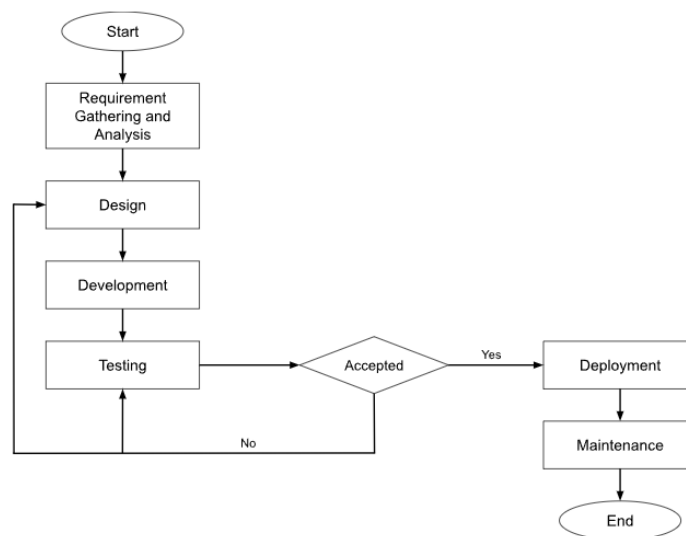 Start
Requirement
Gathering and
Analysis
Design
Development
Testing
Accepted
Yes
Deployment
No
Maintenance
End